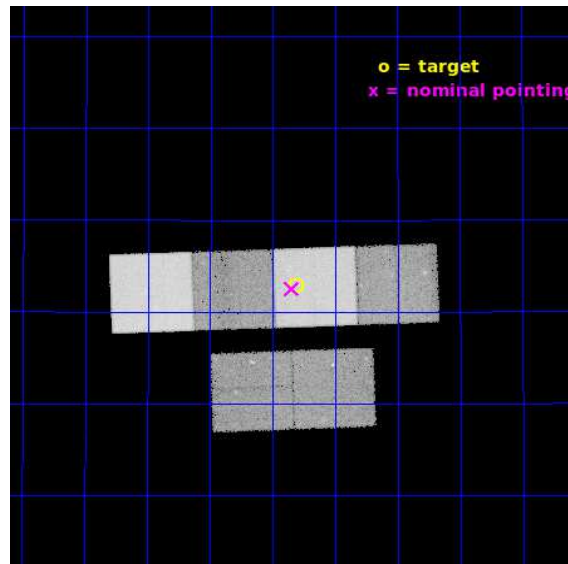 o = target
x = nominal pointing